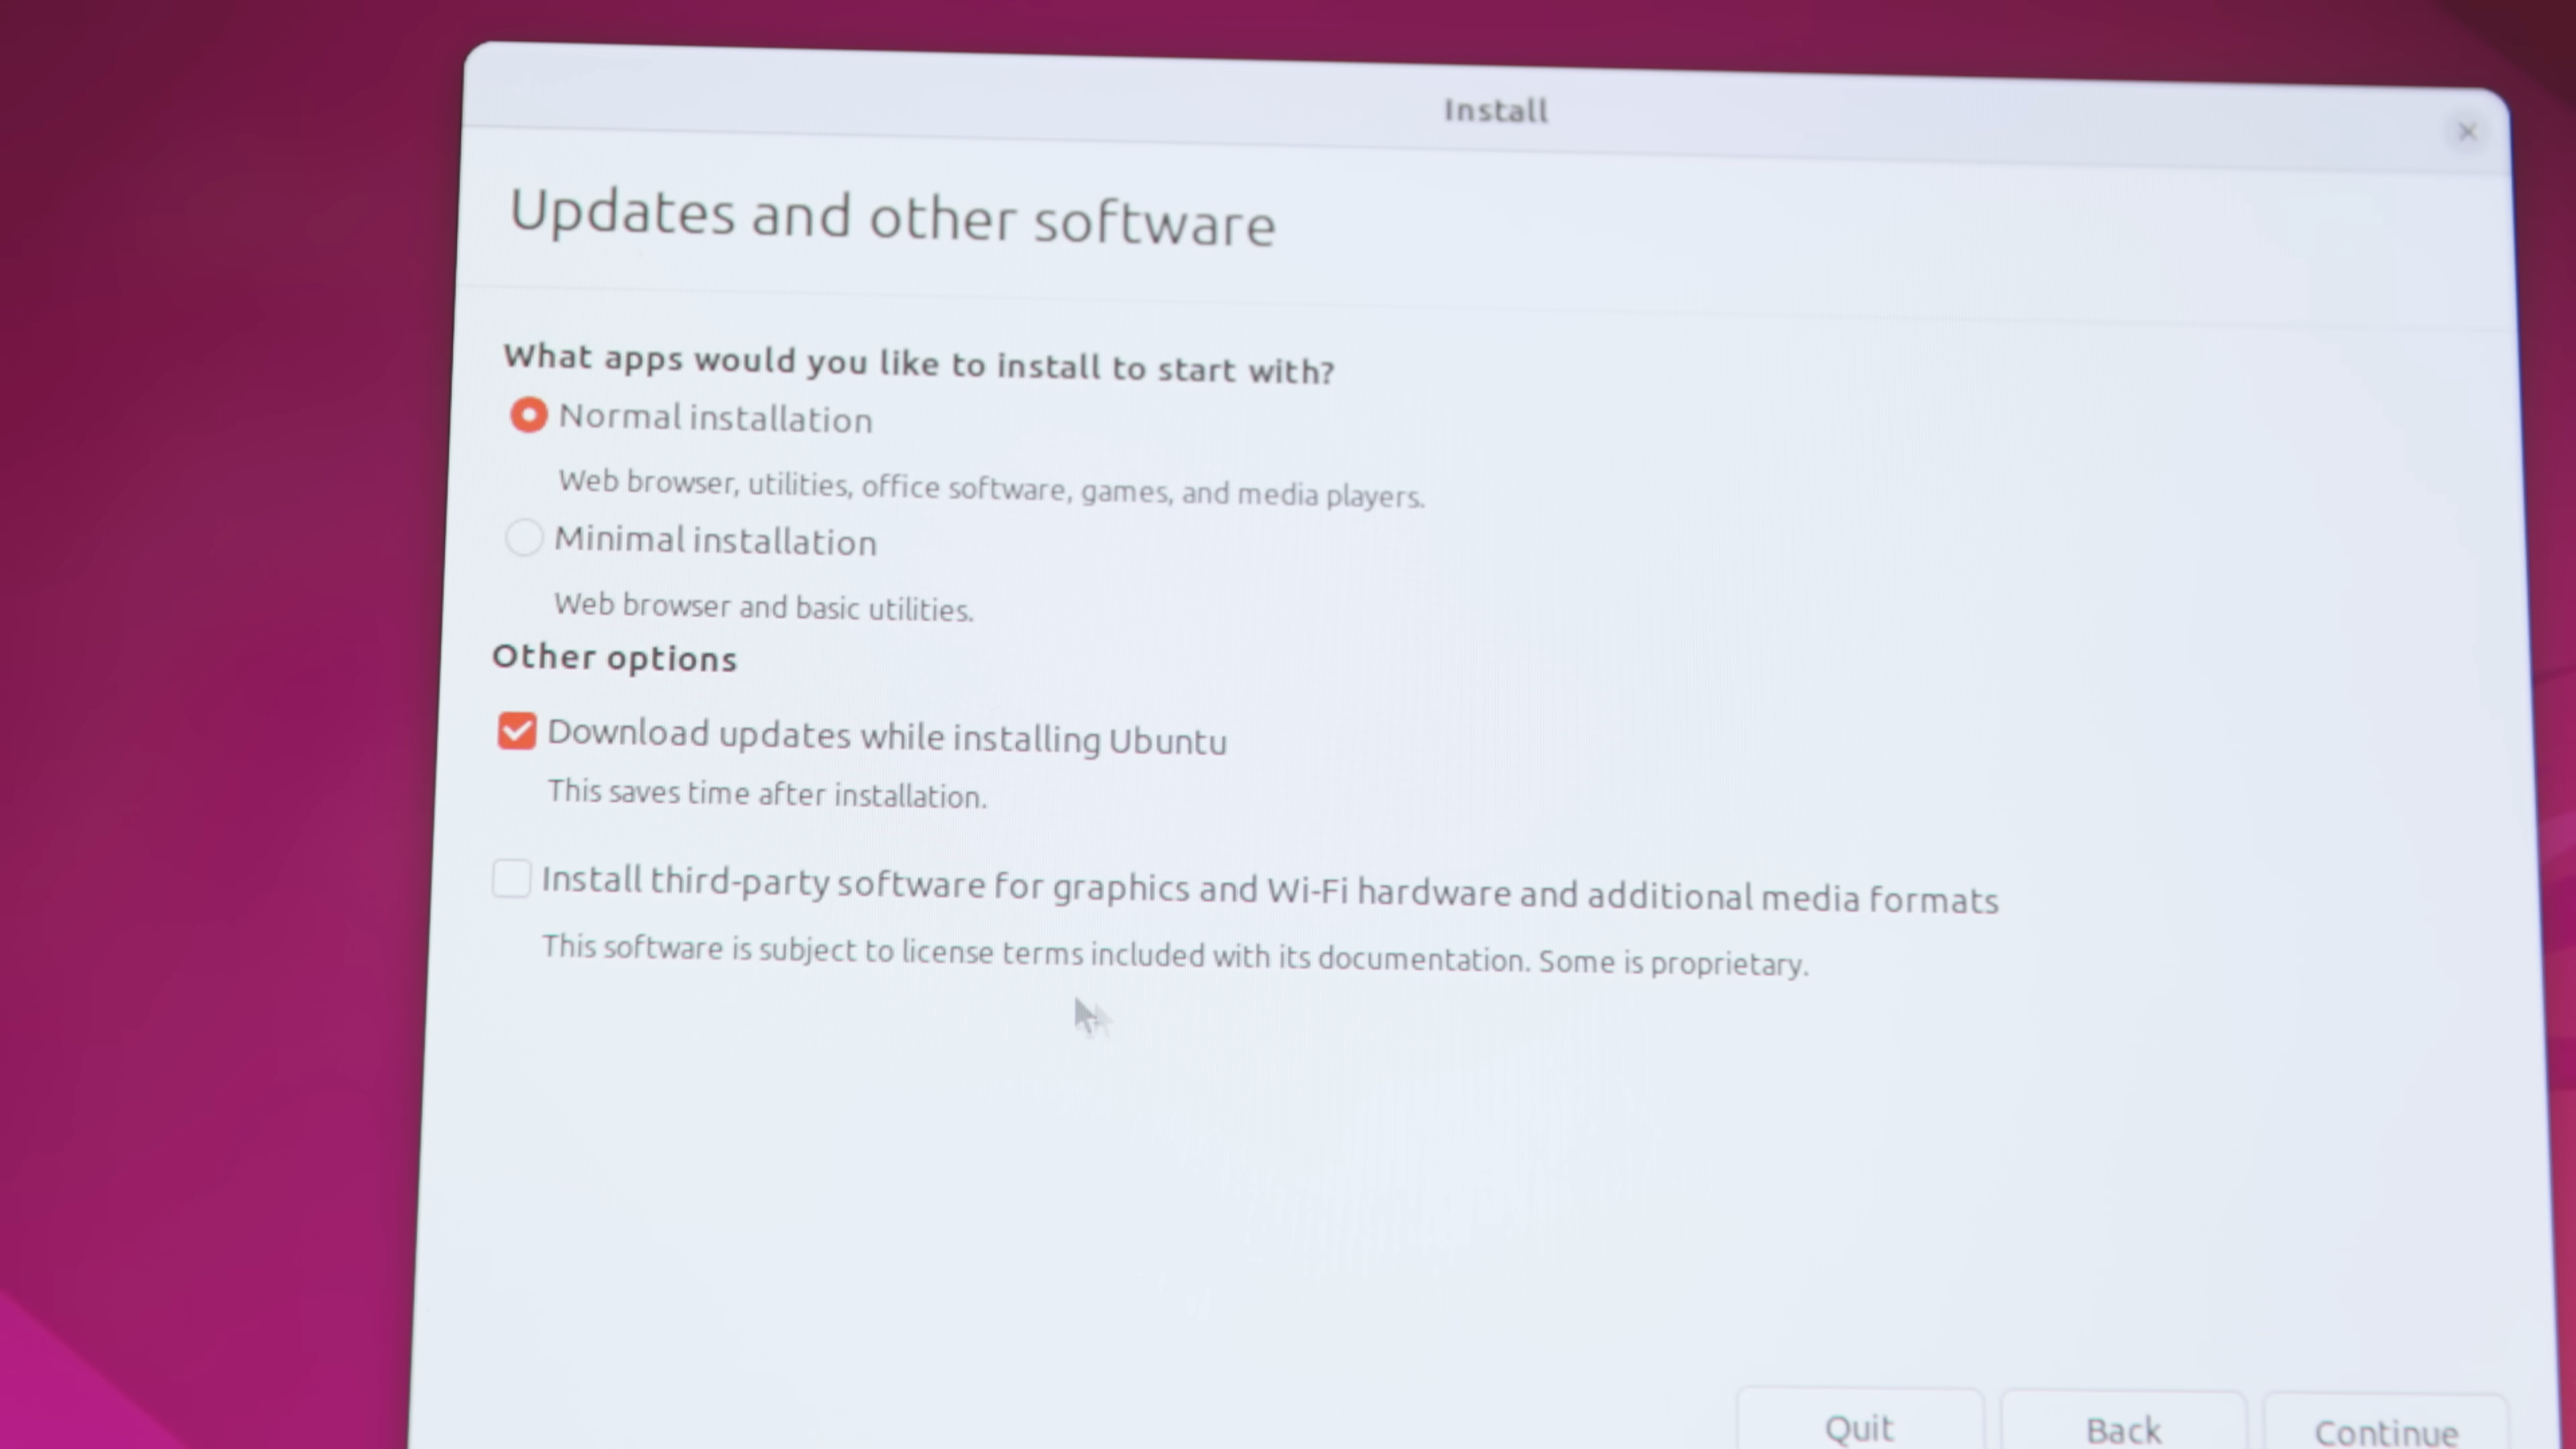 Install
Updates and other software
What apps would you like to install to start with?
Normal installation
Web browser, utilities, office software, games, and media players.
Minimal installation
Web browser and basic utilities.
Other options
Download updates while installing Ubuntu
This saves time after installation.
Install third-party software for graphics and Wi-Fi hardware and additional media formats
This software is subject to license terms included with its documentation. Some is proprietary.
Quit
Back
Continue